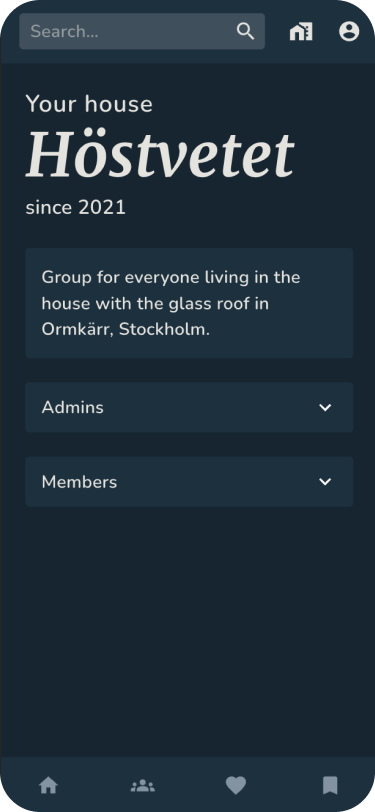 Search...
Your house
Höstvetet
since 2021
Group for everyone living in the
house with the glass roof in
Ormkärr, Stockholm.
Admins
Members